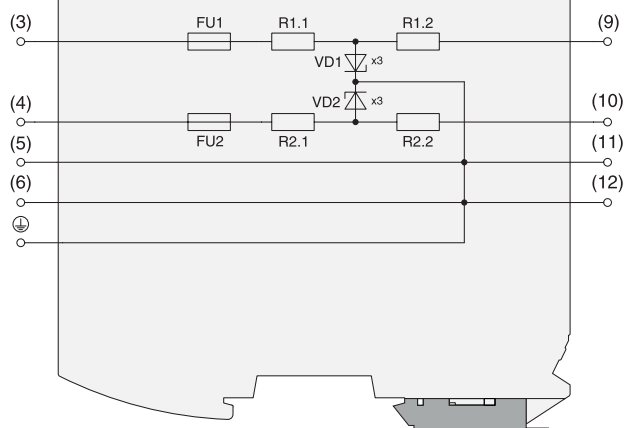 (3) FU1 R1.1 R1.2 (9)
VD1 x3
(4) VD2 x3 (10)
(5) FU2 R2.1 R2.2 (11)
(6) (12)